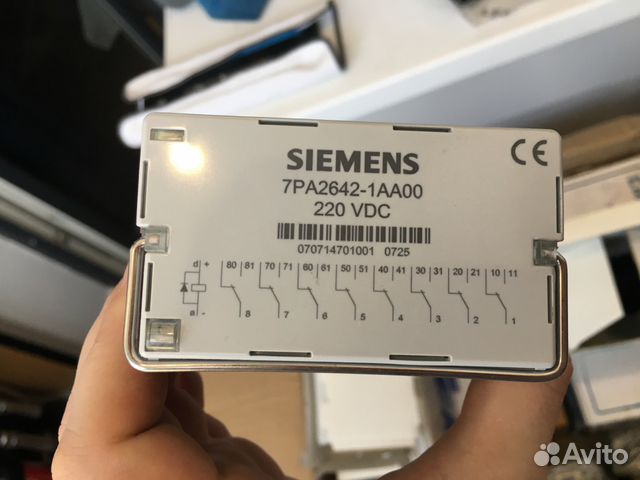 SIEMENS
CE
7PA2642-1AA00
220 VDC
070714701001 0725
d + 80 81 70 71 60 61 50 51 40 41 30 31 20 21 10 11
e - 8 7 6 5 4 3 2 1
Avito